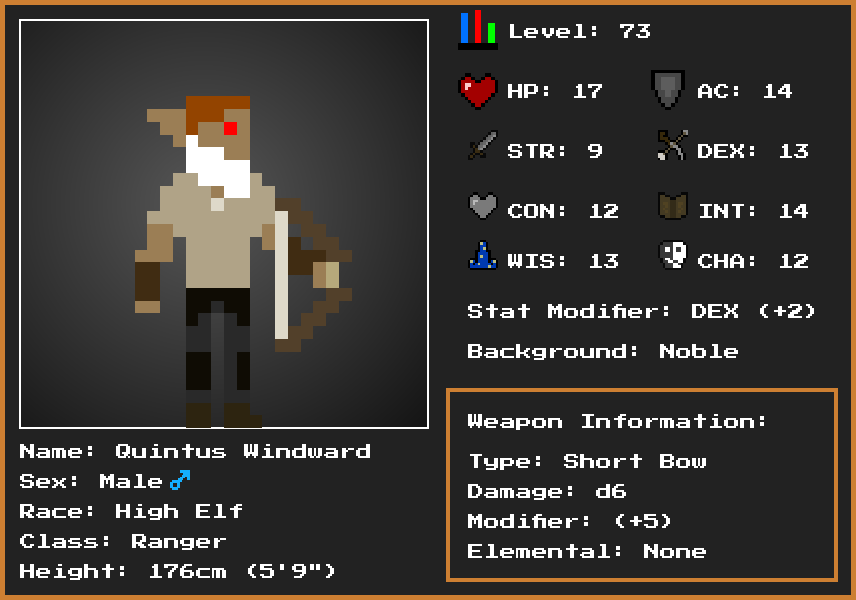 Level: 73
HP: 17 AC: 14
STR: 9 DEX: 13
CON: 12 INT: 14
WIS: 13 CHA: 12
Stat Modifier: DEX (+2)
Background: Noble
Weapon Information:
Type: Short Bow
Damage: d6
Modifier: (+5)
Elemental: None
Name: Quintus Windward
Sex: Male ♂
Race: High Elf
Class: Ranger
Height: 176cm (5'9")